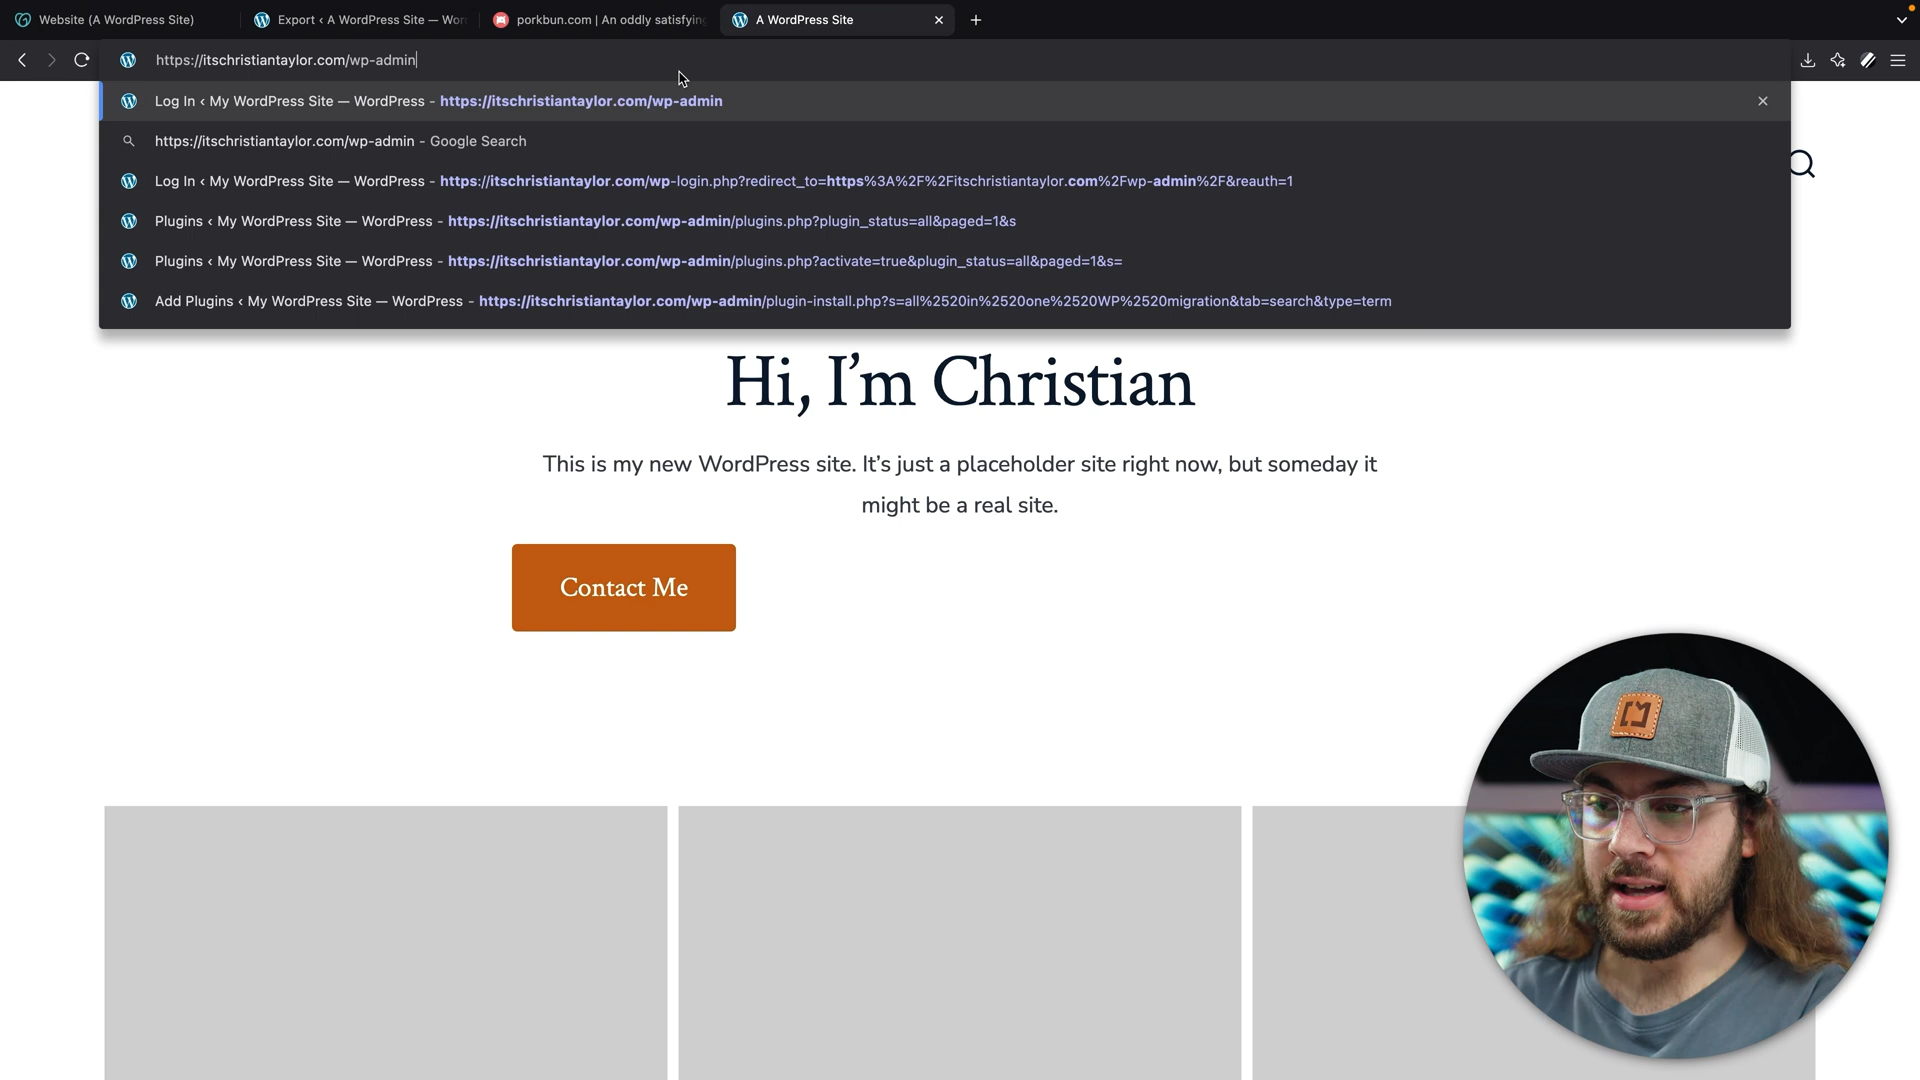 Website (A WordPress Site)
Export ‹ A WordPress Site — Wor
porkbun.com | An oddly satisfying
A WordPress Site
https://itschristiantaylor.com/wp-admin
Log In ‹ My WordPress Site — WordPress - https://itschristiantaylor.com/wp-admin
https://itschristiantaylor.com/wp-admin - Google Search
Log In ‹ My WordPress Site — WordPress - https://itschristiantaylor.com/wp-login.php?redirect_to=https%3A%2F%2Fitschristiantaylor.com%2Fwp-admin%2F&reauth=1
Plugins ‹ My WordPress Site — WordPress - https://itschristiantaylor.com/wp-admin/plugins.php?plugin_status=all&paged=1&s
Plugins ‹ My WordPress Site — WordPress - https://itschristiantaylor.com/wp-admin/plugins.php?activate=true&plugin_status=all&paged=1&s=
Add Plugins ‹ My WordPress Site — WordPress - https://itschristiantaylor.com/wp-admin/plugin-install.php?s=all%2520in%2520one%2520WP%2520migration&tab=search&type=term
Hi, I’m Christian
This is my new WordPress site. It’s just a placeholder site right now, but someday it
might be a real site.
Contact Me